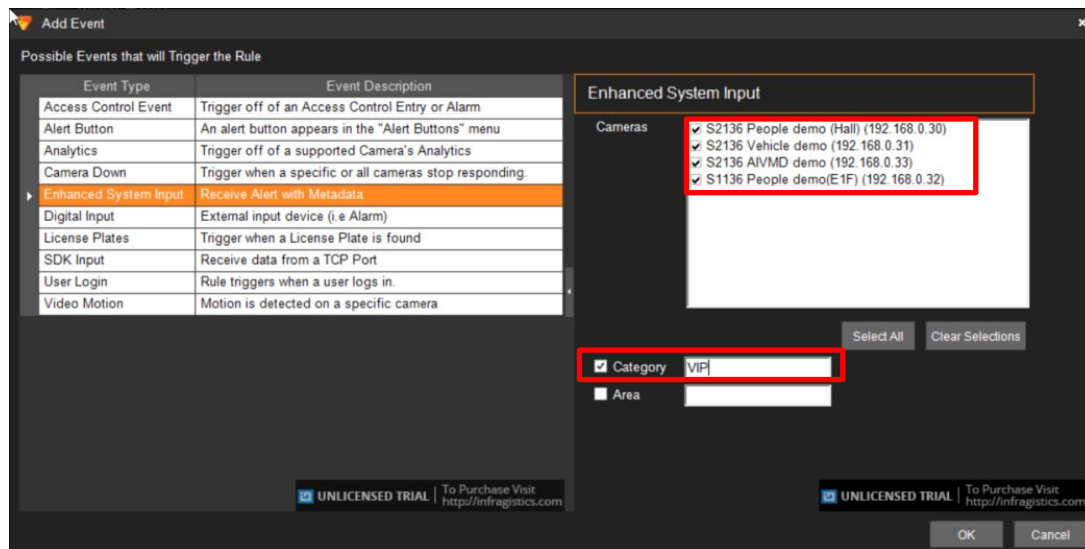 Add Event
Possible Events that will Trigger the Rule
Event Type Event Description
Access Control Event Trigger off of an Access Control Entry or Alarm
Alert Button An alert button appears in the "Alert Buttons" menu
Analytics Trigger off of a supported Camera's Analytics
Camera Down Trigger when a specific or all cameras stop responding.
Enhanced System Input Receive Alert with Metadata
Digital Input External input device (i.e Alarm)
License Plates Trigger when a License Plate is found
SDK Input Receive data from a TCP Port
User Login Rule triggers when a user logs in.
Video Motion Motion is detected on a specific camera
UNLICENSED TRIAL To Purchase Visit
http://infragistics.com
Enhanced System Input
Cameras
S2136 People demo (Hall) (192.168.0.30)
S2136 Vehicle demo (192.168.0.31)
S2136 AIVMD demo (192.168.0.33)
S1136 People demo(E1F) (192.168.0.32)
Select All Clear Selections
Category VIP
Area
UNLICENSED TRIAL To Purchase Visit
http://infragistics.com
OK Cancel